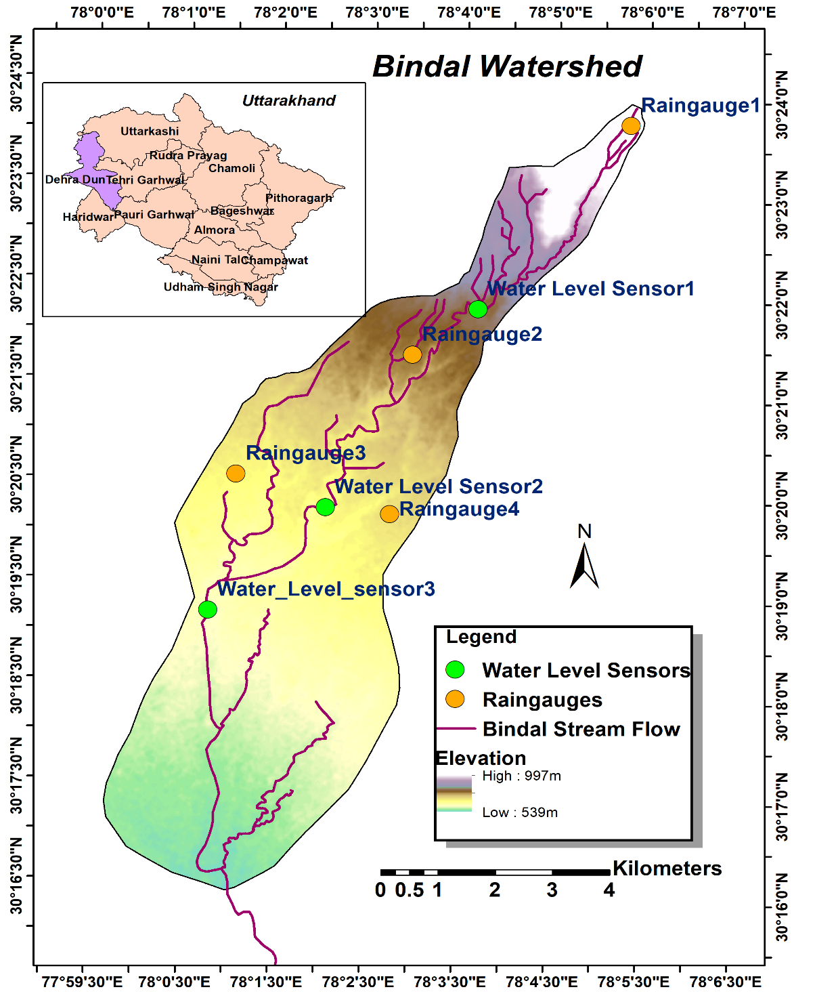 78°0'0"E 78°1'0"E 78°2'0"E 78°3'0"E 78°4'0"E 78°5'0"E 78°6'0"E 78°7'0"E
Bindal Watershed
Uttarakhand
Uttarkashi
Rudra Prayag
Chamoli
Dehra Dun
Tehri Garhwal
Pithoragarh
Haridwar
Pauri Garhwal
Bageshwar
Almora
Naini Tal
Champawat
Udham Singh Nagar
30°24'30"N
30°23'30"N
30°22'30"N
30°21'30"N
30°20'30"N
30°19'30"N
30°18'30"N
30°17'30"N
30°16'30"N
Raingauge1
Water Level Sensor1
Raingauge2
Raingauge3
Water Level Sensor2
Raingauge4
Water_Level_sensor3
30°24'0"N
30°23'0"N
30°22'0"N
30°21'0"N
30°20'0"N
30°19'0"N
30°18'0"N
30°17'0"N
30°16'0"N
N
Legend
Water Level Sensors
Raingauges
Bindal Stream Flow
Elevation
High : 997m
Low : 539m
Kilometers
0 0.5 1 2 3 4
77°59'30"E 78°0'30"E 78°1'30"E 78°2'30"E 78°3'30"E 78°4'30"E 78°5'30"E 78°6'30"E